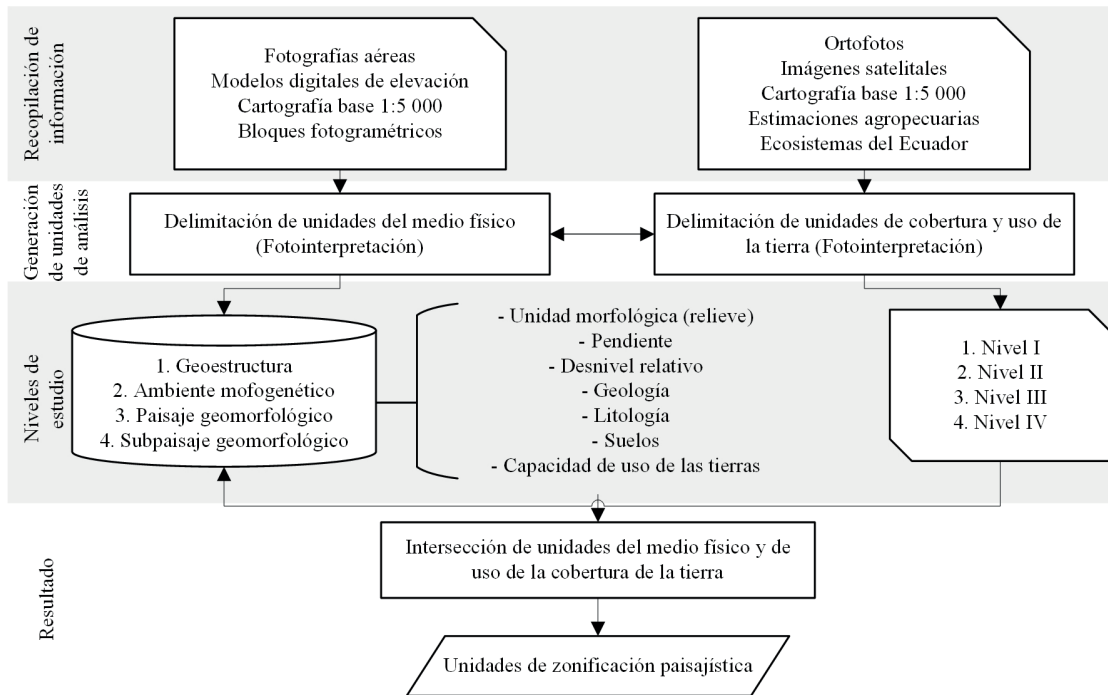 Recopilación de
información
Fotografías aéreas
Modelos digitales de elevación
Cartografía base 1:5 000
Bloques fotogramétricos
Ortofotos
Imágenes satelitales
Cartografía base 1:5 000
Estimaciones agropecuarias
Ecosistemas del Ecuador
Generación
de unidades
de análisis
Delimitación de unidades del medio físico
(Fotointerpretación)
Delimitación de unidades de cobertura y uso de
la tierra (Fotointerpretación)
Niveles de
estudio
1. Geoestructura
2. Ambiente mofogenético
3. Paisaje geomorfológico
4. Subpaisaje geomorfológico
- Unidad morfológica (relieve)
- Pendiente
- Desnivel relativo
- Geología
- Litología
- Suelos
- Capacidad de uso de las tierras
1. Nivel I
2. Nivel II
3. Nivel III
4. Nivel IV
Resultado
Intersección de unidades del medio físico y de
uso de la cobertura de la tierra
Unidades de zonificación paisajística